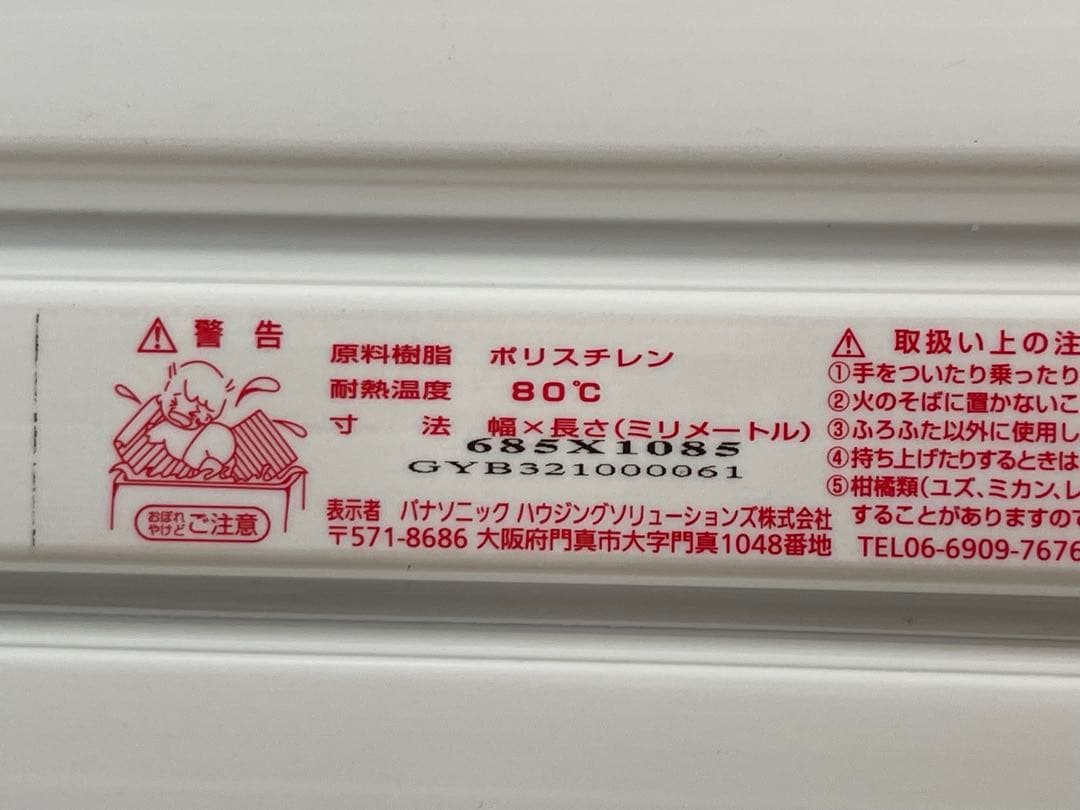 警告
おぼれ
やけど
ご注意
原料樹脂 ポリスチレン
耐熱温度 80℃
寸法 幅×長さ(ミリメートル)
685X1085
GYB321000061
表示者 パナソニック ハウジングソリューションズ株式会社
〒571-8686 大阪府門真市大字門真1048番地
取扱い上の注
①手をついたり乗ったり
②火のそばに置かないこ
③ふろふた以外に使用し
④持ち上げたりするときは
⑤柑橘類(ユズ、ミカン、レ
することがありますので
TEL06-6909-7676